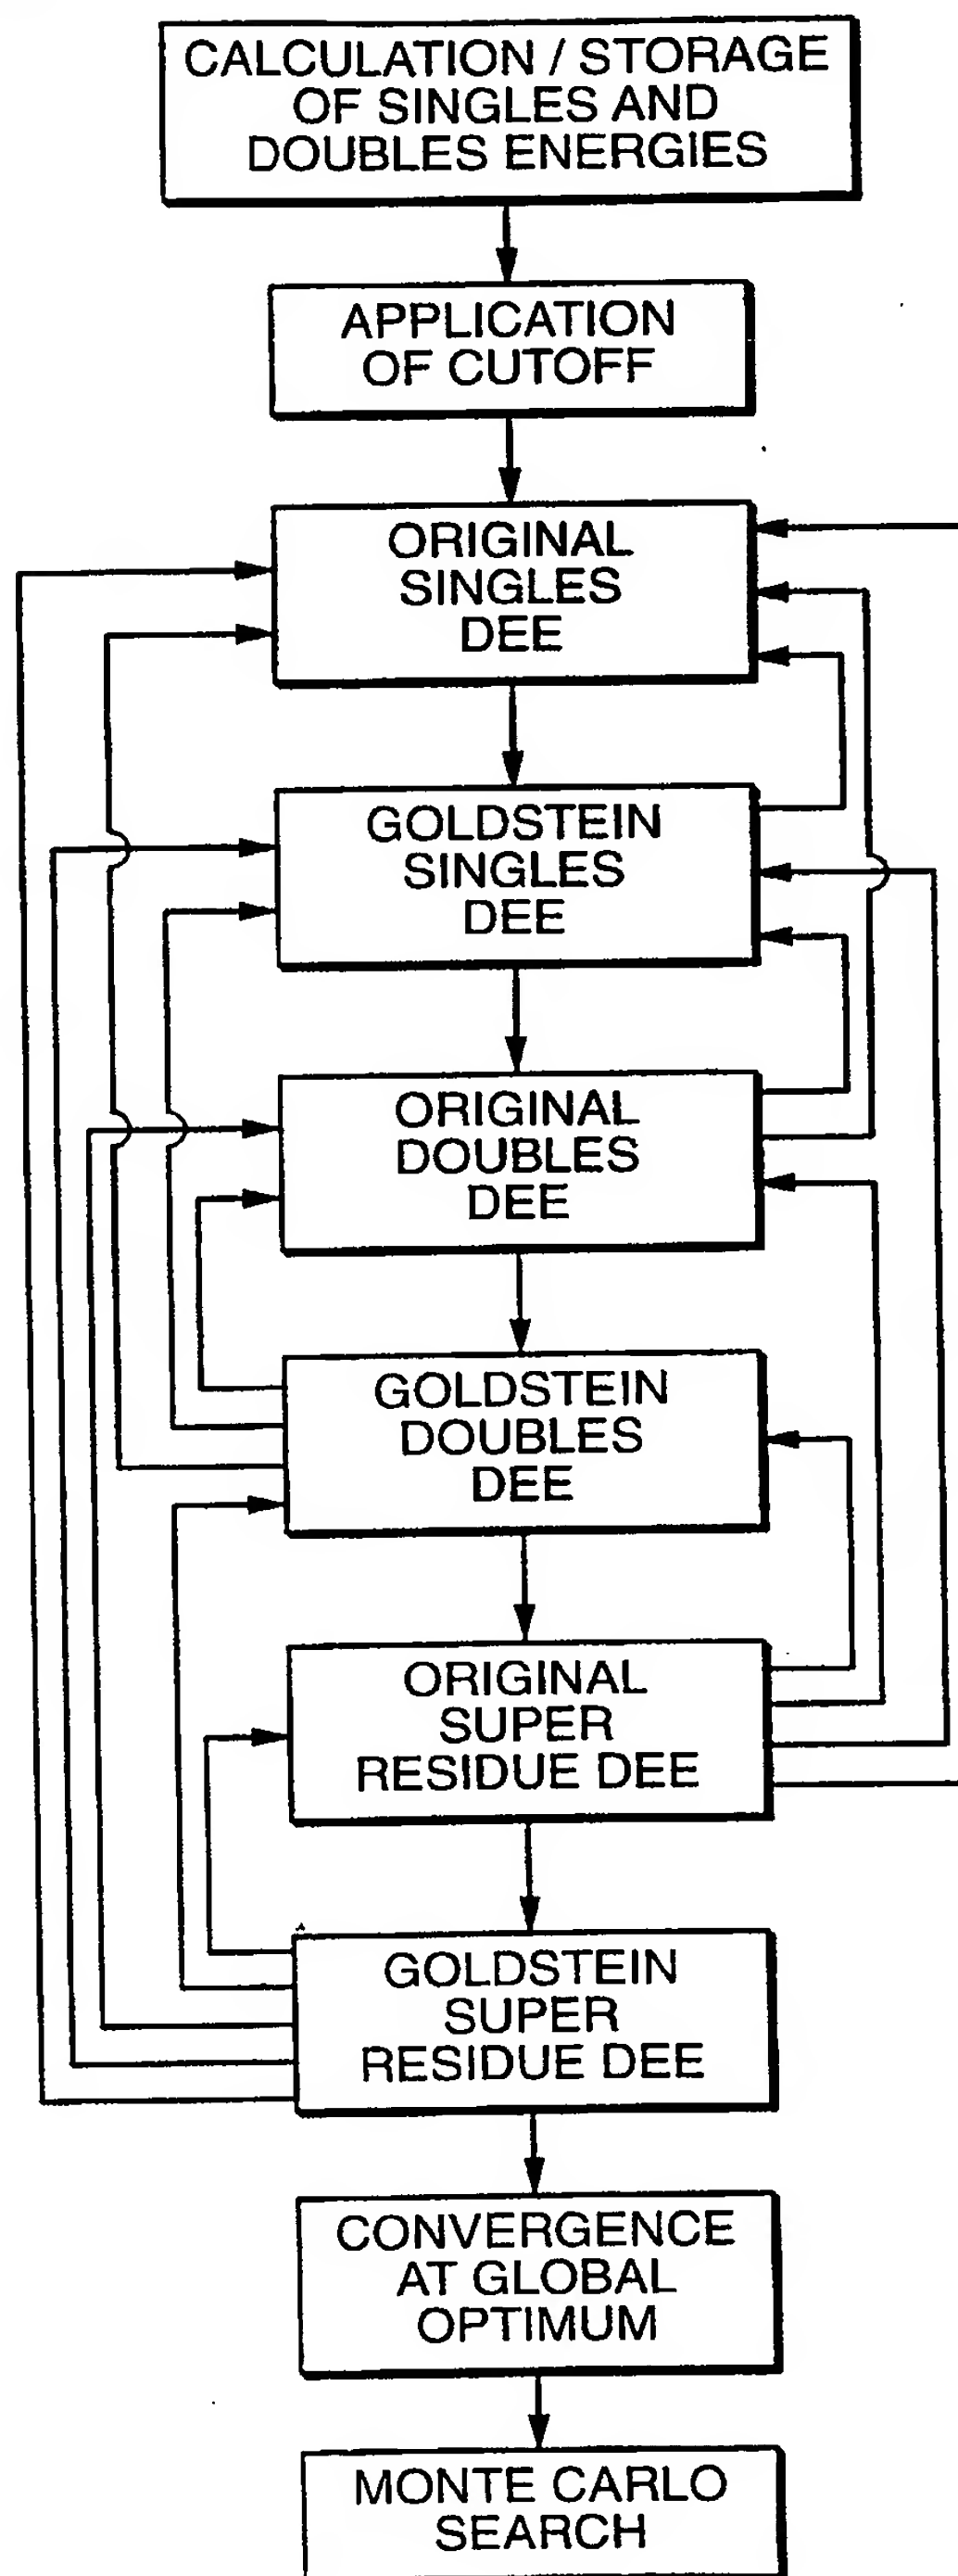 CALCULATION / STORAGE
OF SINGLES AND
DOUBLES ENERGIES
APPLICATION
OF CUTOFF
ORIGINAL
SINGLES
DEE
GOLDSTEIN
SINGLES
DEE
ORIGINAL
DOUBLES
DEE
GOLDSTEIN
DOUBLES
DEE
ORIGINAL
SUPER
RESIDUE DEE
GOLDSTEIN
SUPER
RESIDUE DEE
CONVERGENCE
AT GLOBAL
OPTIMUM
MONTE CARLO
SEARCH